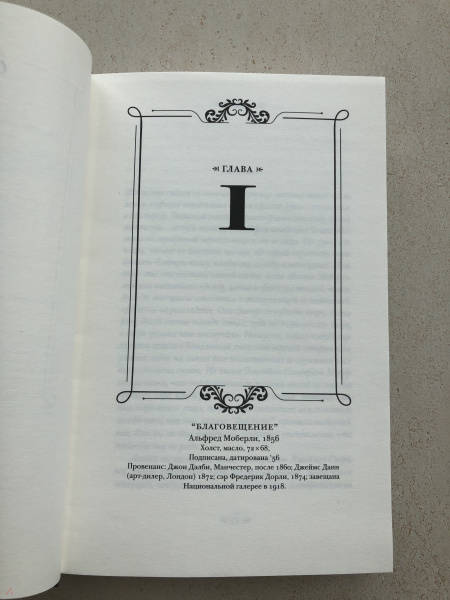 ГЛАВА
I
“БЛАГОВЕЩЕНИЕ”
Альфред Моберли, 1856
Холст, масло, 72×68,
Подписана, датирована ’56
Провенанс: Джон Дэлби, Манчестер, после 1860; Джеймс Данн
(арт-дилер, Лондон) 1872; сэр Фредерик Дорли, 1874; завещана
Национальной галерее в 1918.